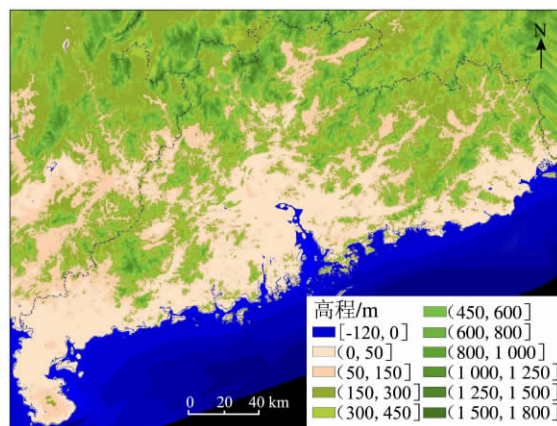 N
高程/m
[-120, 0]
(0, 50]
(50, 150]
(150, 300]
(300, 450]
(450, 600]
(600, 800]
(800, 1 000]
(1 000, 1 250]
(1 250, 1 500]
(1 500, 1 800]
0 20 40 km